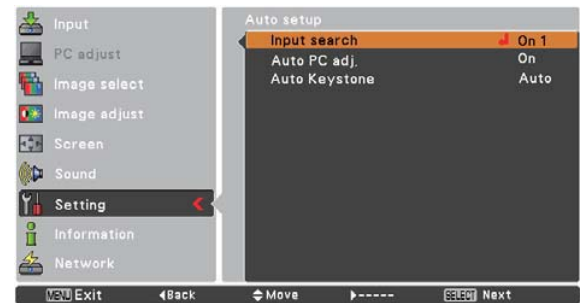 Input
PC adjust
Image select
Image adjust
Screen
Sound
Setting
Information
Network
Auto setup
Input search On 1
Auto PC adj. On
Auto Keystone Auto
MENU Exit ◀Back Move ▶----- SELECT Next